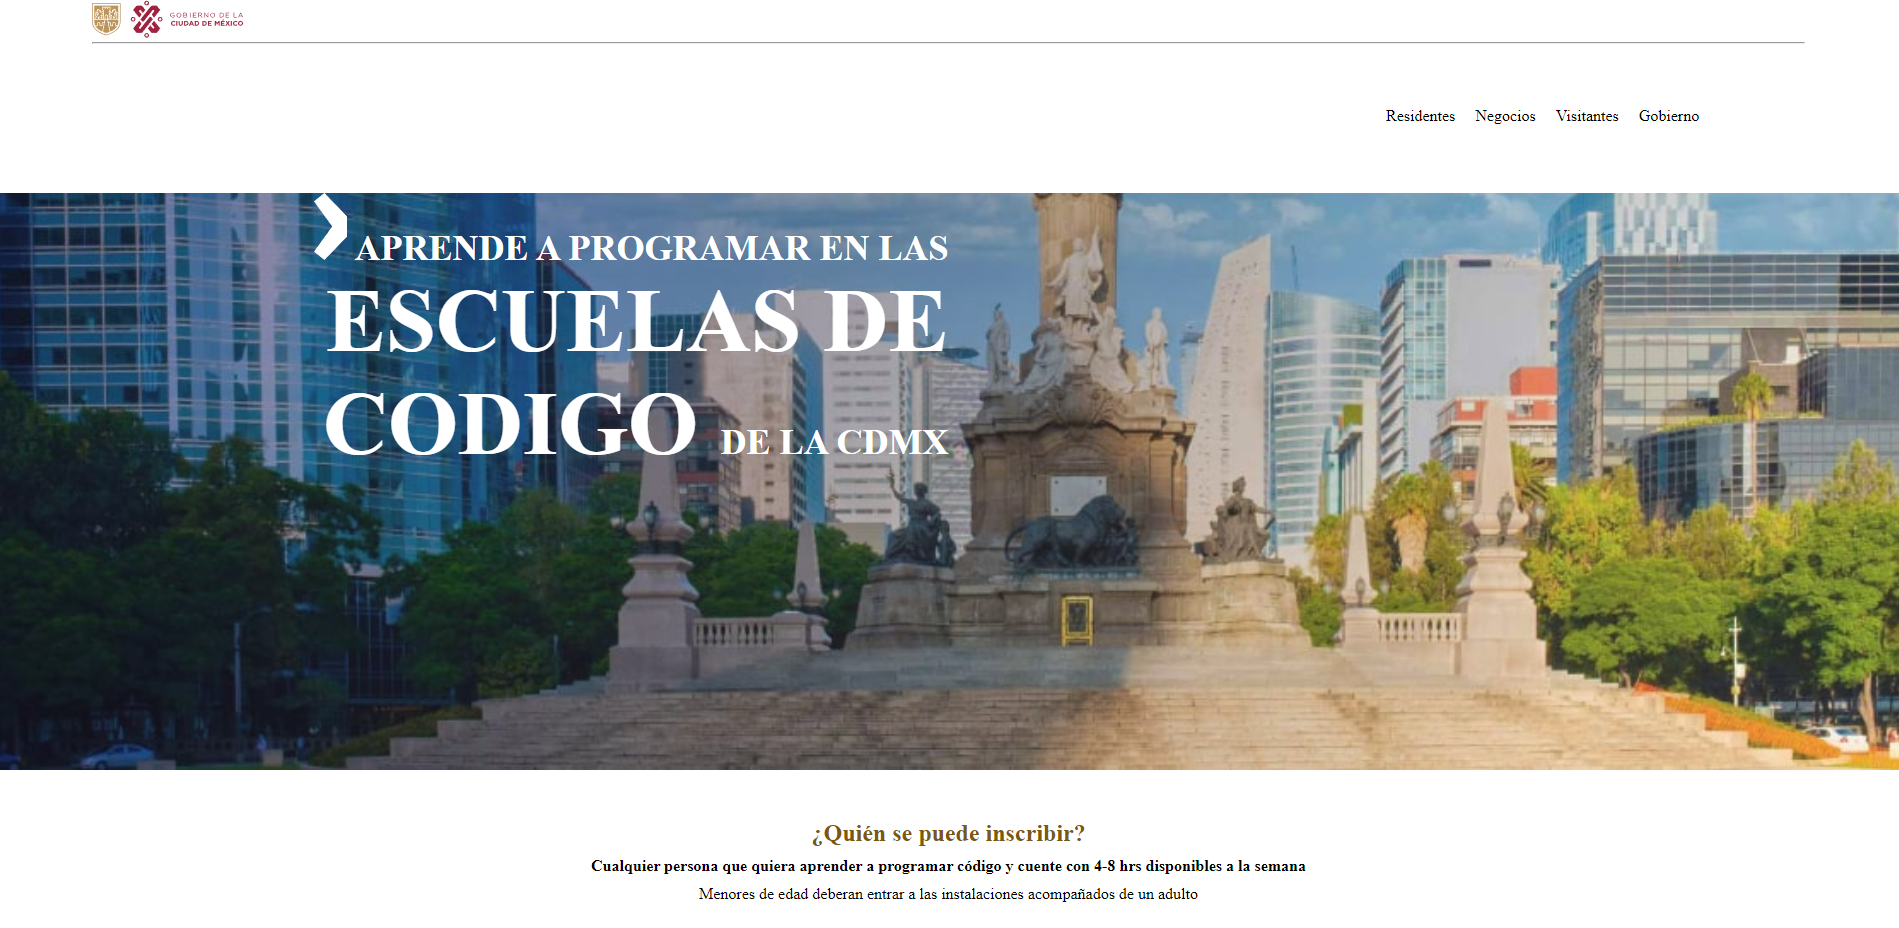 GOBIERNO DE LA
CIUDAD DE MÉXICO
Residentes Negocios Visitantes Gobierno
APRENDE A PROGRAMAR EN LAS
ESCUELAS DE
CODIGO DE LA CDMX
¿Quién se puede inscribir?
Cualquier persona que quiera aprender a programar código y cuente con 4-8 hrs disponibles a la semana
Menores de edad deberan entrar a las instalaciones acompañados de un adulto